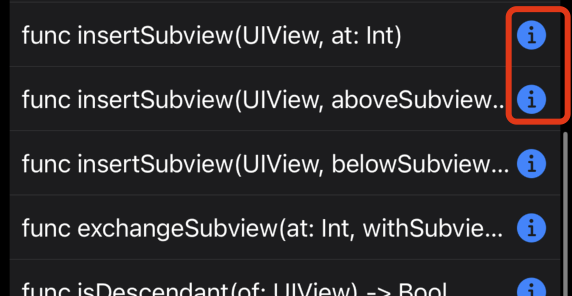 func insertSubview(UIView, at: Int) i
func insertSubview(UIView, aboveSubview... i
func insertSubview(UIView, belowSubview... i
func exchangeSubview(at: Int, withSubvie... i
func isDescendant(of: UIView) -> Bool i